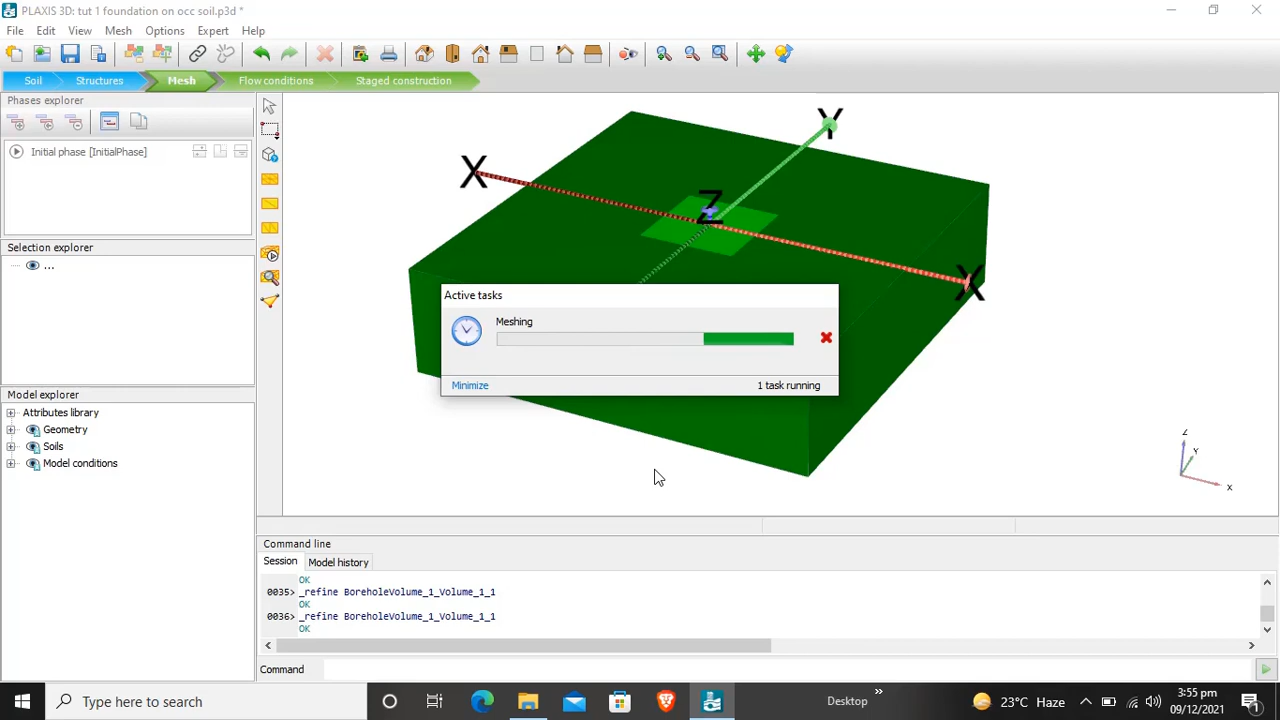 PLAXIS 3D: tut 1 foundation on occ soil.p3d *
File Edit View Mesh Options Expert Help
Soil Structures Mesh Flow conditions Staged construction
Phases explorer
Initial phase [InitialPhase]
Selection explorer
...
Model explorer
Attributes library
Geometry
Soils
Model conditions
Y
X
Z
X
Active tasks
Meshing
Minimize 1 task running
Z
Y
X
Command line
Session Model history
OK
0035> _refine BoreholeVolume_1_Volume_1_1
OK
0036> _refine BoreholeVolume_1_Volume_1_1
OK
Command
Type here to search
Desktop
23°C Haze
3:55 pm
09/12/2021
1